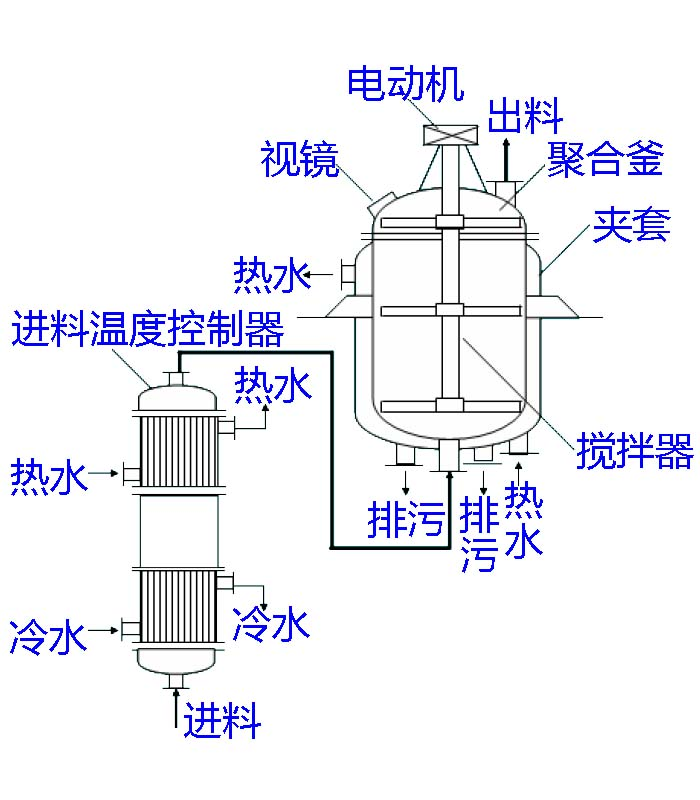 电动机
出料
视镜
聚合釜
夹套
热水
进料温度控制器
热水
搅拌器
热水
排污
排
污
热
水
冷水
冷水
进料